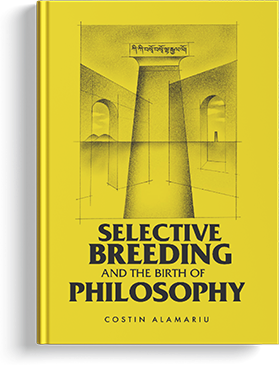 SELECTIVE
BREEDING
AND THE BIRTH OF
PHILOSOPHY
COSTIN ALAMARIU